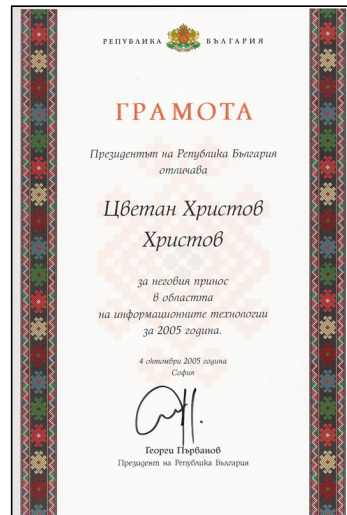 РЕПУБЛИКА БЪЛГАРИЯ
ГРАМОТА
Президентът на Република България
отличава
Цветан Христов
Христов
за неговия принос
в областта
на информационните технологии
за 2005 година.
4 октомври 2005 година
София
Георги Първанов
Президент на Република България